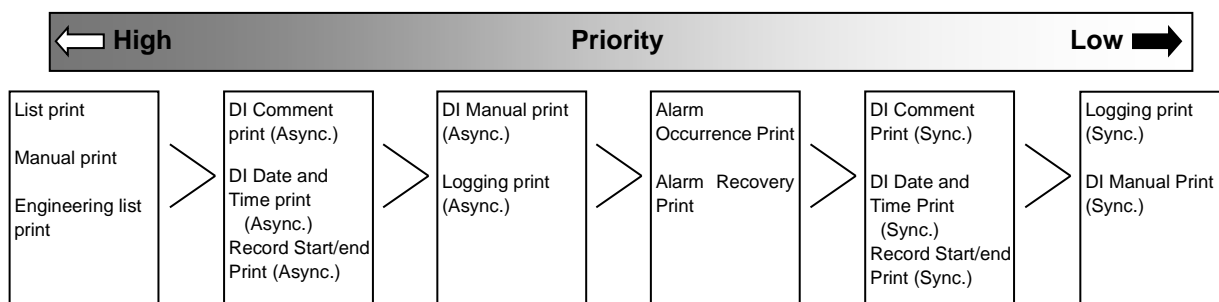 High Priority Low
List print
Manual print
Engineering list
print
DI Comment
print (Async.)
DI Date and
Time print
(Async.)
Record Start/end
Print (Async.)
DI Manual print
(Async.)
Logging print
(Async.)
Alarm
Occurrence Print
Alarm Recovery
Print
DI Comment
Print (Sync.)
DI Date and
Time Print
(Sync.)
Record Start/end
Print (Sync.)
Logging print
(Sync.)
DI Manual Print
(Sync.)